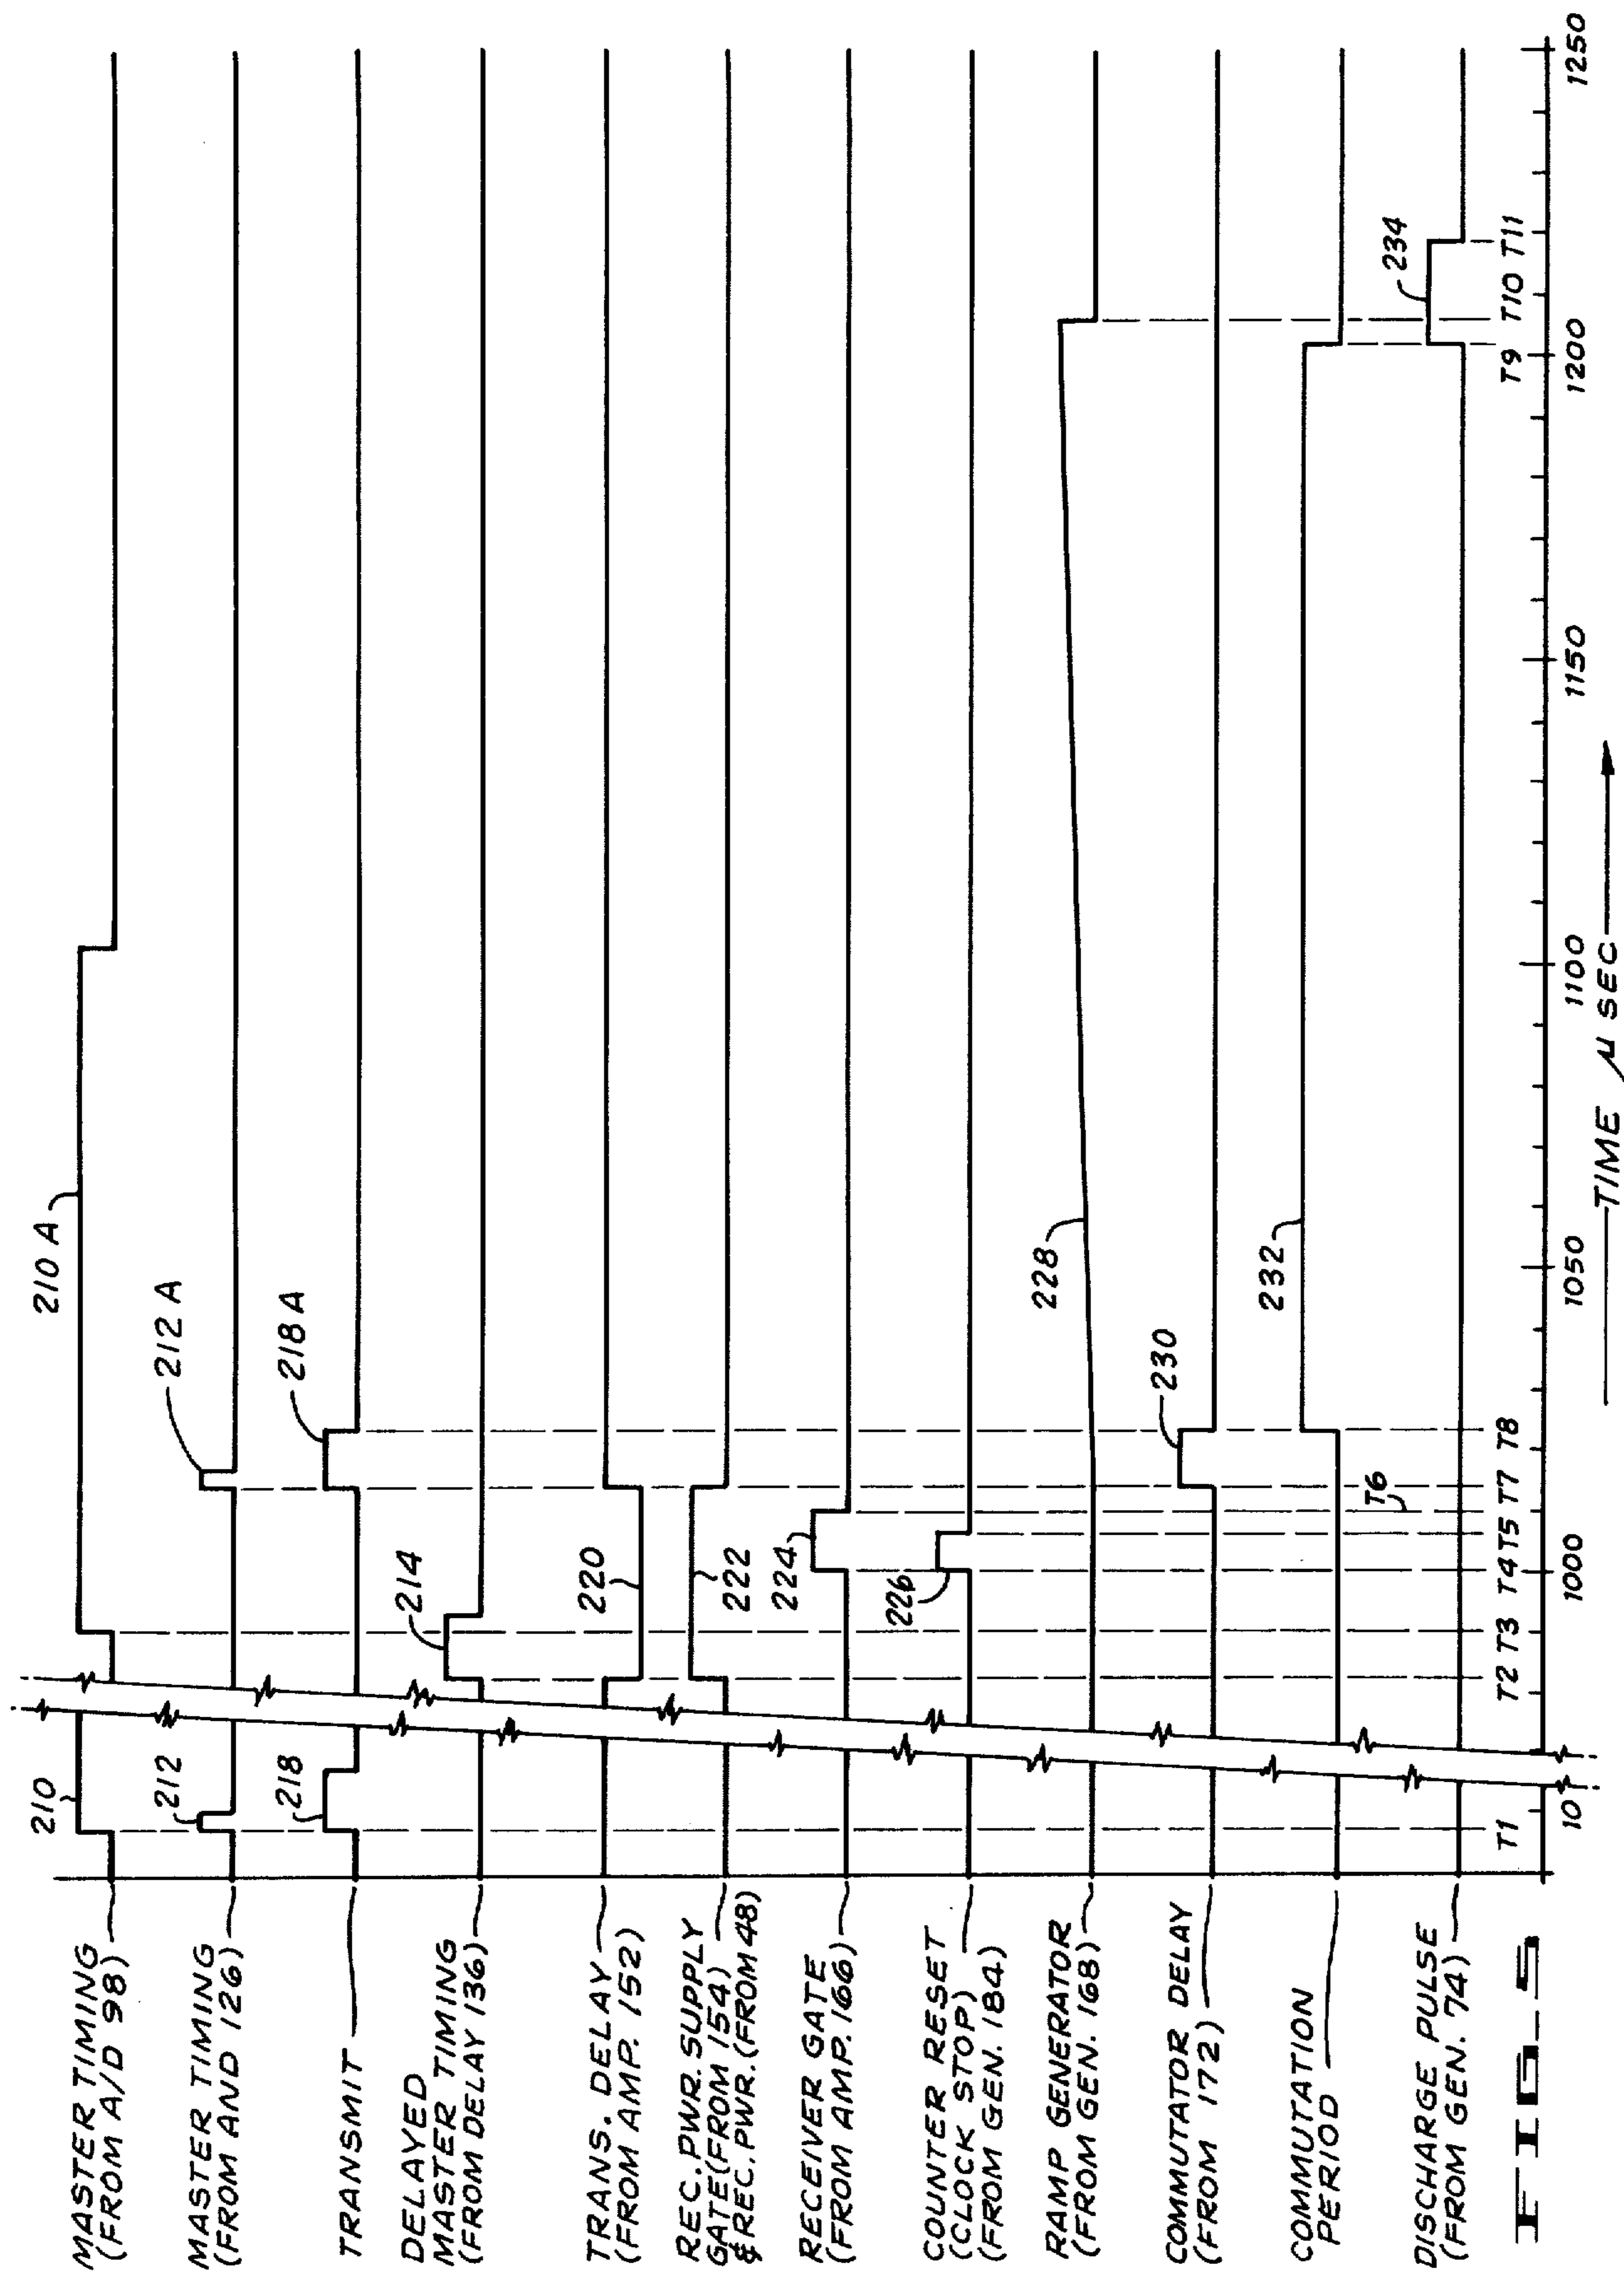 MASTER TIMING
(FROM A/D 98)
210
210 A
MASTER TIMING
(FROM AND 126)
212
212 A
TRANSMIT
218
218 A
DELAYED
MASTER TIMING
(FROM DELAY 136)
214
TRANS. DELAY
(FROM AMP. 152)
220
REC. PWR. SUPPLY
GATE (FROM 154)
& REC. PWR. (FROM 48)
222
RECEIVER GATE
(FROM AMP. 166)
224
COUNTER RESET
(CLOCK STOP)
(FROM GEN. 184)
226
RAMP GENERATOR
(FROM GEN. 168)
228
COMMUTATOR DELAY
(FROM 172)
230
COMMUTATION
PERIOD
232
DISCHARGE PULSE
(FROM GEN. 74)
234
T6
T1 T2 T3 T4 T5 T7 T8 T9 T10 T11
10 1000 1050 1100 1150 1200 1250
TIME μ SEC
FIG. 5